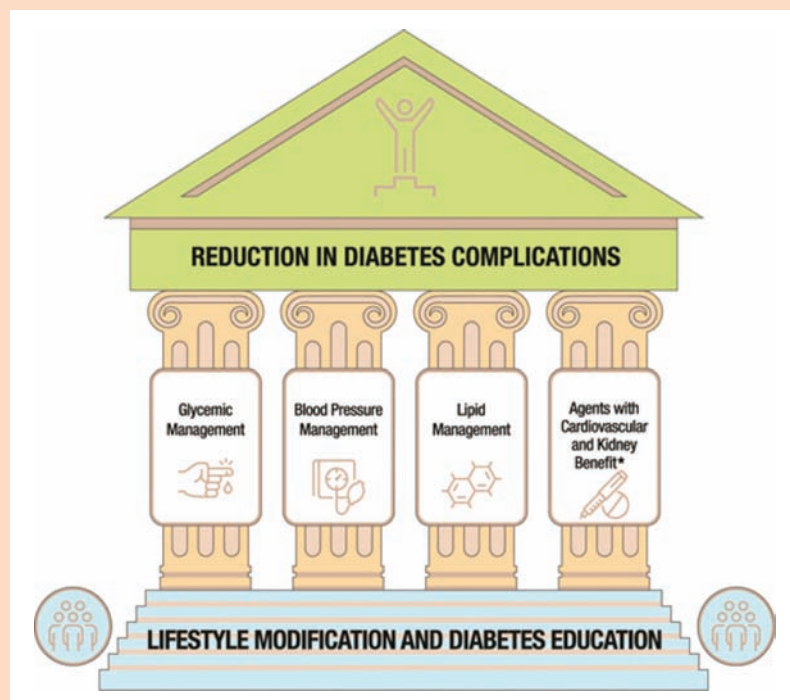 REDUCTION IN DIABETES COMPLICATIONS
Glycemic
Management
Blood Pressure
Management
Lipid
Management
Agents with
Cardiovascular
and Kidney
Benefit*
LIFESTYLE MODIFICATION AND DIABETES EDUCATION